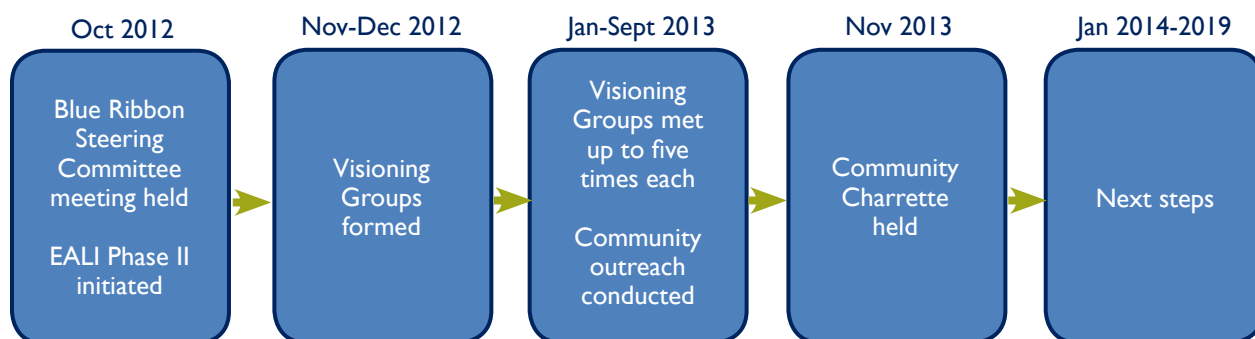 Oct 2012
Blue Ribbon
Steering
Committee
meeting held
EALI Phase II
initiated
Nov-Dec 2012
Visioning
Groups
formed
Jan-Sept 2013
Visioning
Groups met
up to five
times each
Community
outreach
conducted
Nov 2013
Community
Charrette
held
Jan 2014-2019
Next steps